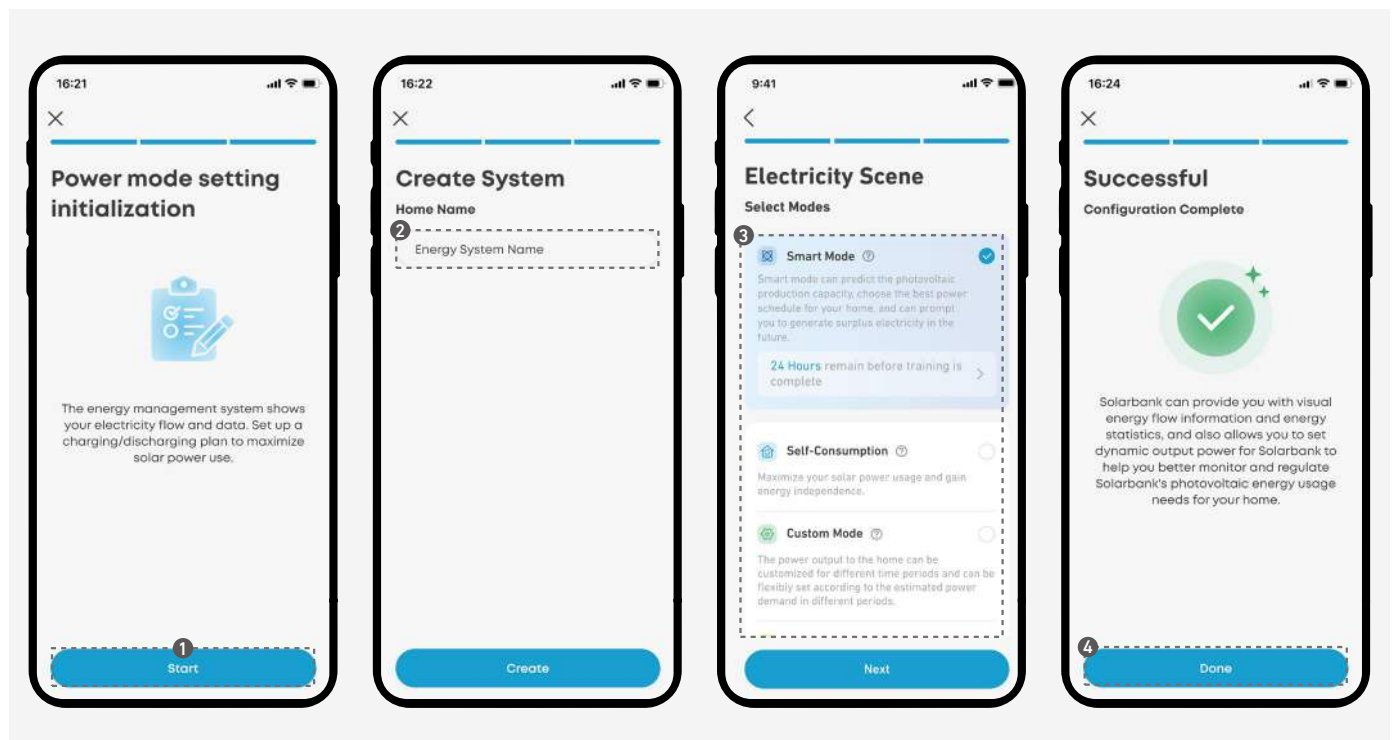 16:21
Power mode setting
initialization
The energy management system shows
your electricity flow and data. Set up a
charging/discharging plan to maximize
solar power use.
1
Start
16:22
Create System
Home Name
2
Energy System Name
Create
9:41
Electricity Scene
Select Modes
3
Smart Mode ?
Smart mode can predict the photovoltaic
production capacity, choose the best power
schedule for your home, and can prompt
you to generate surplus electricity in the
future.
24 Hours remain before training is
complete
Self-Consumption ?
Maximize your solar power usage and gain
energy independence.
Custom Mode ?
The power output to the home can be
customized for different time periods and can be
flexibly set according to the estimated power
demand in different periods.
Next
16:24
Successful
Configuration Complete
Solarbank can provide you with visual
energy flow information and energy
statistics, and also allows you to set
dynamic output power for Solarbank to
help you better monitor and regulate
Solarbank's photovoltaic energy usage
needs for your home.
4
Done